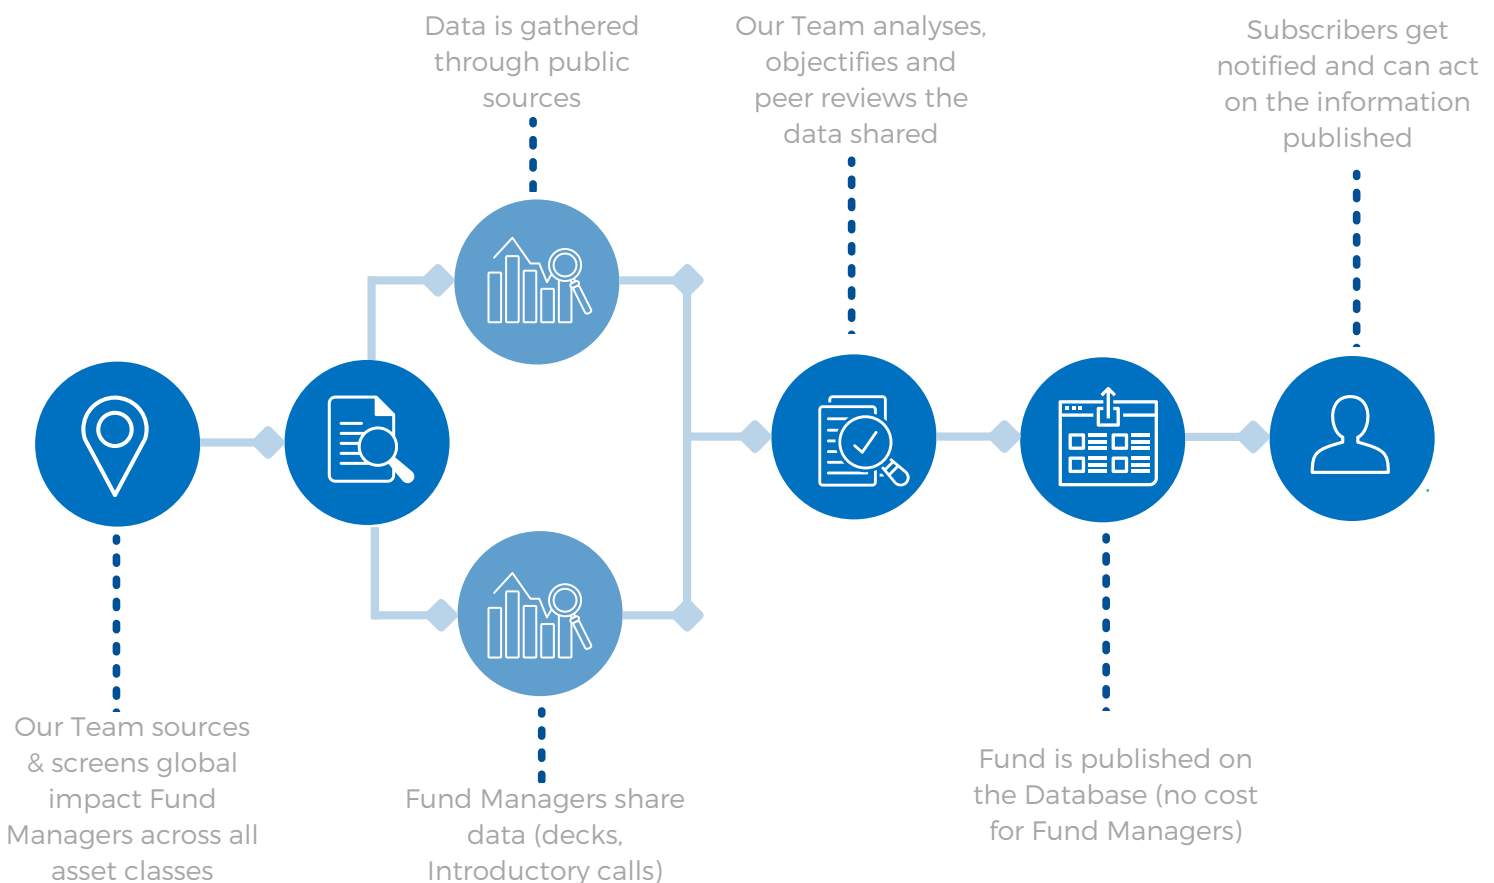 Data is gathered
through public
sources
Our Team analyses,
objectifies and
peer reviews the
data shared
Subscribers get
notified and can act
on the information
published
Our Team sources
& screens global
impact Fund
Managers across all
asset classes
Fund Managers share
data (decks,
Introductory calls)
Fund is published on
the Database (no cost
for Fund Managers)